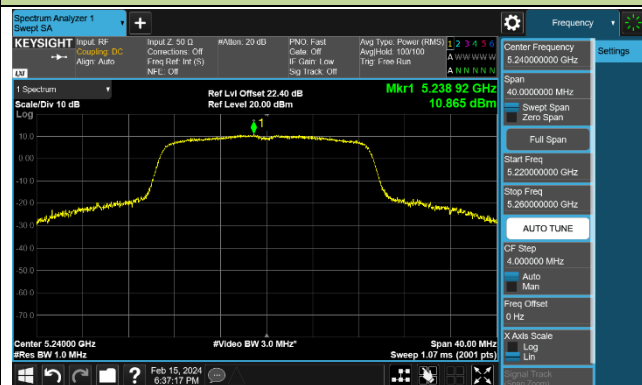 Spectrum Analyzer 1
Swept SA
Frequency
KEYSIGHT
Input: RF
Coupling: DC
Align: Auto
Input Z: 50 Ω
Corrections: Off
Freq Ref: Int (S)
NFE: Off
#Atten: 20 dB
PNO: Fast
Gate: Off
IF Gain: Low
Sig Track: Off
Avg Type: Power (RMS)
Avg|Hold: 100/100
Trig: Free Run
1 2 3 4 5 6
A W W W W W
A N N N N N
LXI
1 Spectrum
Scale/Div 10 dB
Log
Ref Lvl Offset 22.40 dB
Ref Level 20.00 dBm
Mkr1 5.238 92 GHz
10.865 dBm
1
10.0
0.00
-10.0
-20.0
-30.0
-40.0
-50.0
-60.0
-70.0
Center 5.24000 GHz
#Res BW 1.0 MHz
#Video BW 3.0 MHz*
Span 40.00 MHz
Sweep 1.07 ms (2001 pts)
Center Frequency
5.240000000 GHz
Settings
Span
40.0000000 MHz
Swept Span
Zero Span
Full Span
Start Freq
5.220000000 GHz
Stop Freq
5.260000000 GHz
AUTO TUNE
CF Step
4.000000 MHz
Auto
Man
Freq Offset
0 Hz
X Axis Scale
Log
Lin
Signal Track
(Span Zoom)
?
Feb 15, 2024
6:37:17 PM